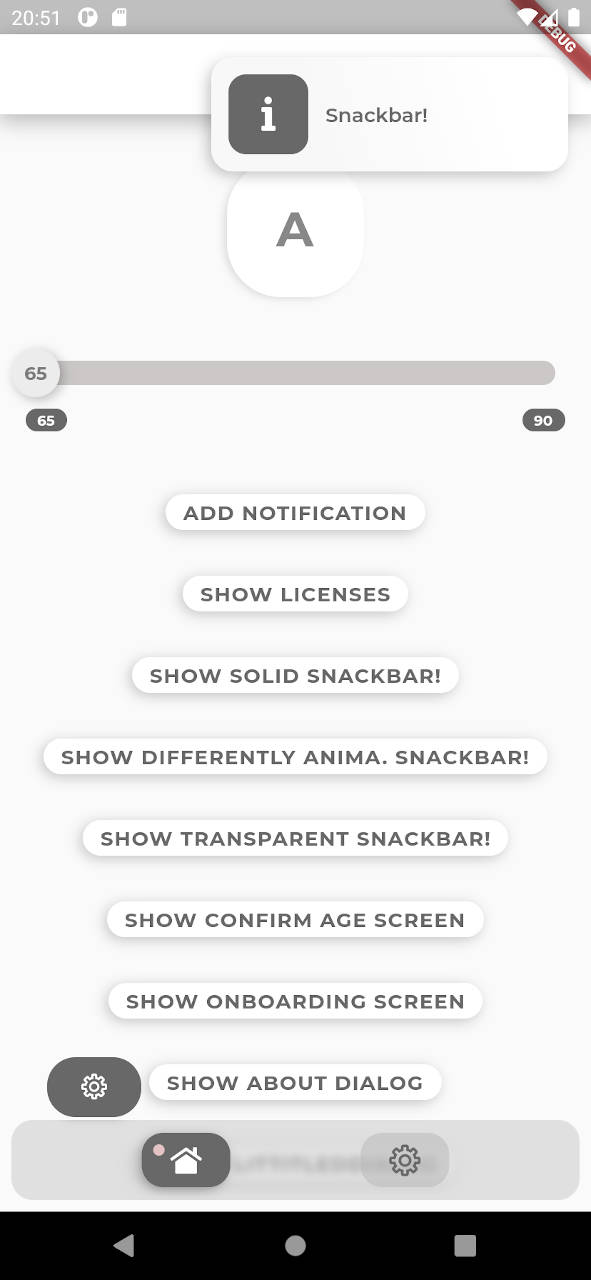 20:51
DEBUG
Snackbar!
A
65
65
90
ADD NOTIFICATION
SHOW LICENSES
SHOW SOLID SNACKBAR!
SHOW DIFFERENTLY ANIMA. SNACKBAR!
SHOW TRANSPARENT SNACKBAR!
SHOW CONFIRM AGE SCREEN
SHOW ONBOARDING SCREEN
SHOW ABOUT DIALOG